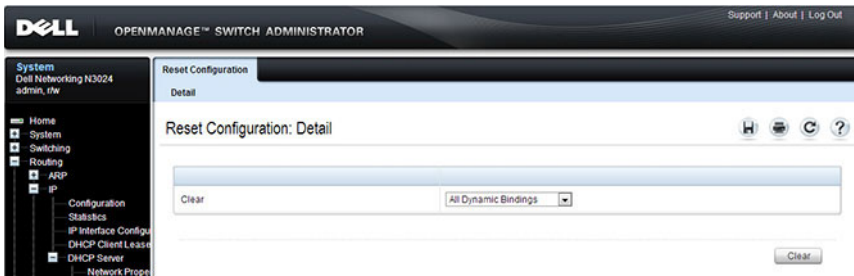 Support | About | Log Out
DELL OPENMANAGE™ SWITCH ADMINISTRATOR
System
Dell Networking N3024
admin, r/w
Home
System
Switching
Routing
ARP
IP
Configuration
Statistics
IP Interface Configu
DHCP Client Lease
DHCP Server
Network Prope
Reset Configuration
Detail
Reset Configuration: Detail
Clear All Dynamic Bindings
Clear